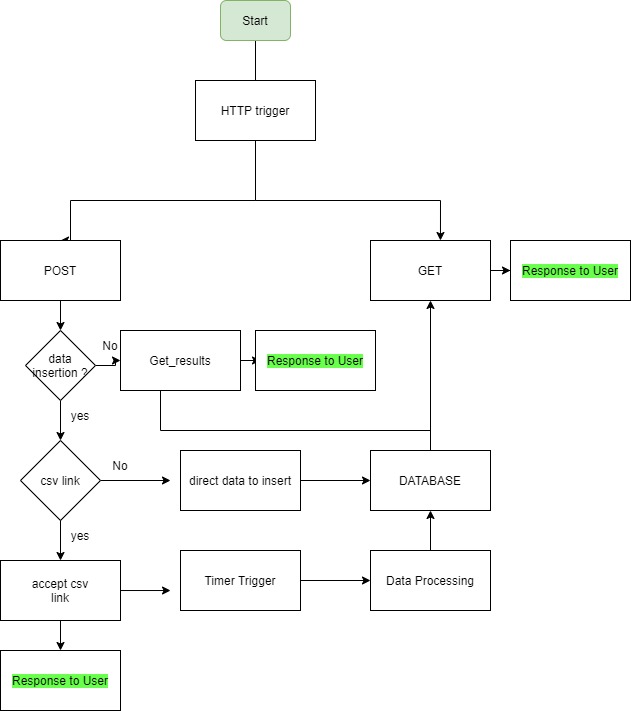 Start
HTTP trigger
POST
GET
Response to User
data
insertion ?
No
Get_results
Response to User
yes
csv link
No
direct data to insert
DATABASE
yes
accept csv
link
Timer Trigger
Data Processing
Response to User